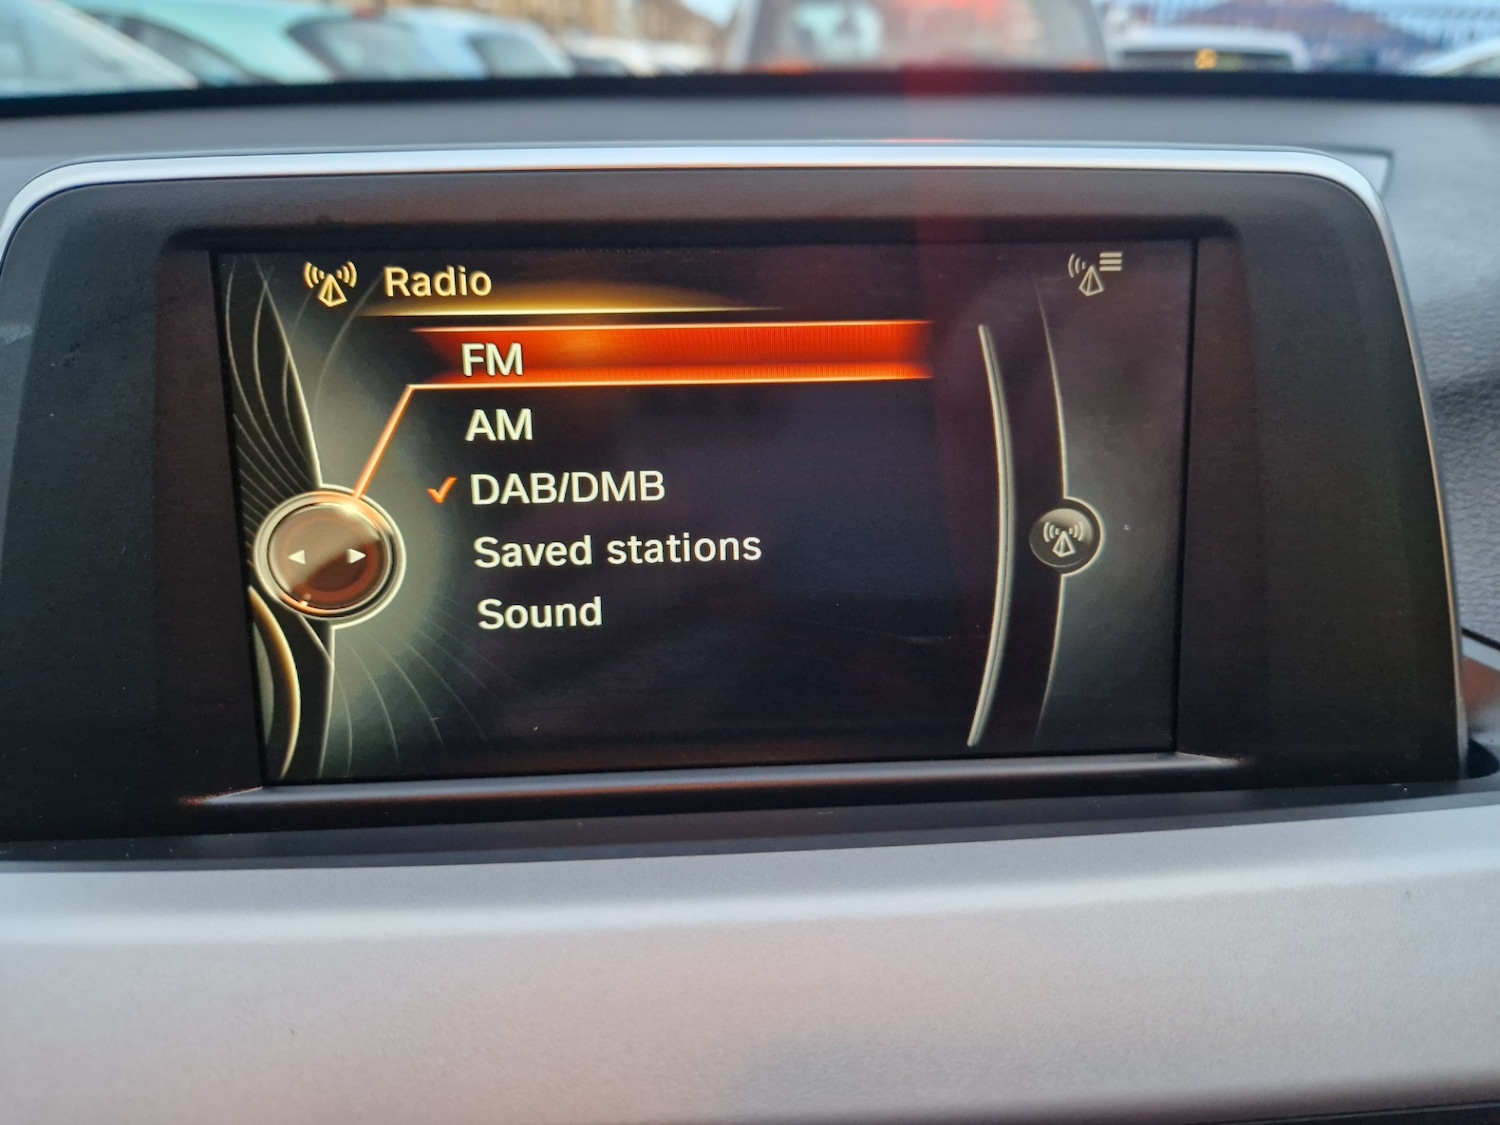 Radio
FM
AM
DAB/DMB
Saved stations
Sound